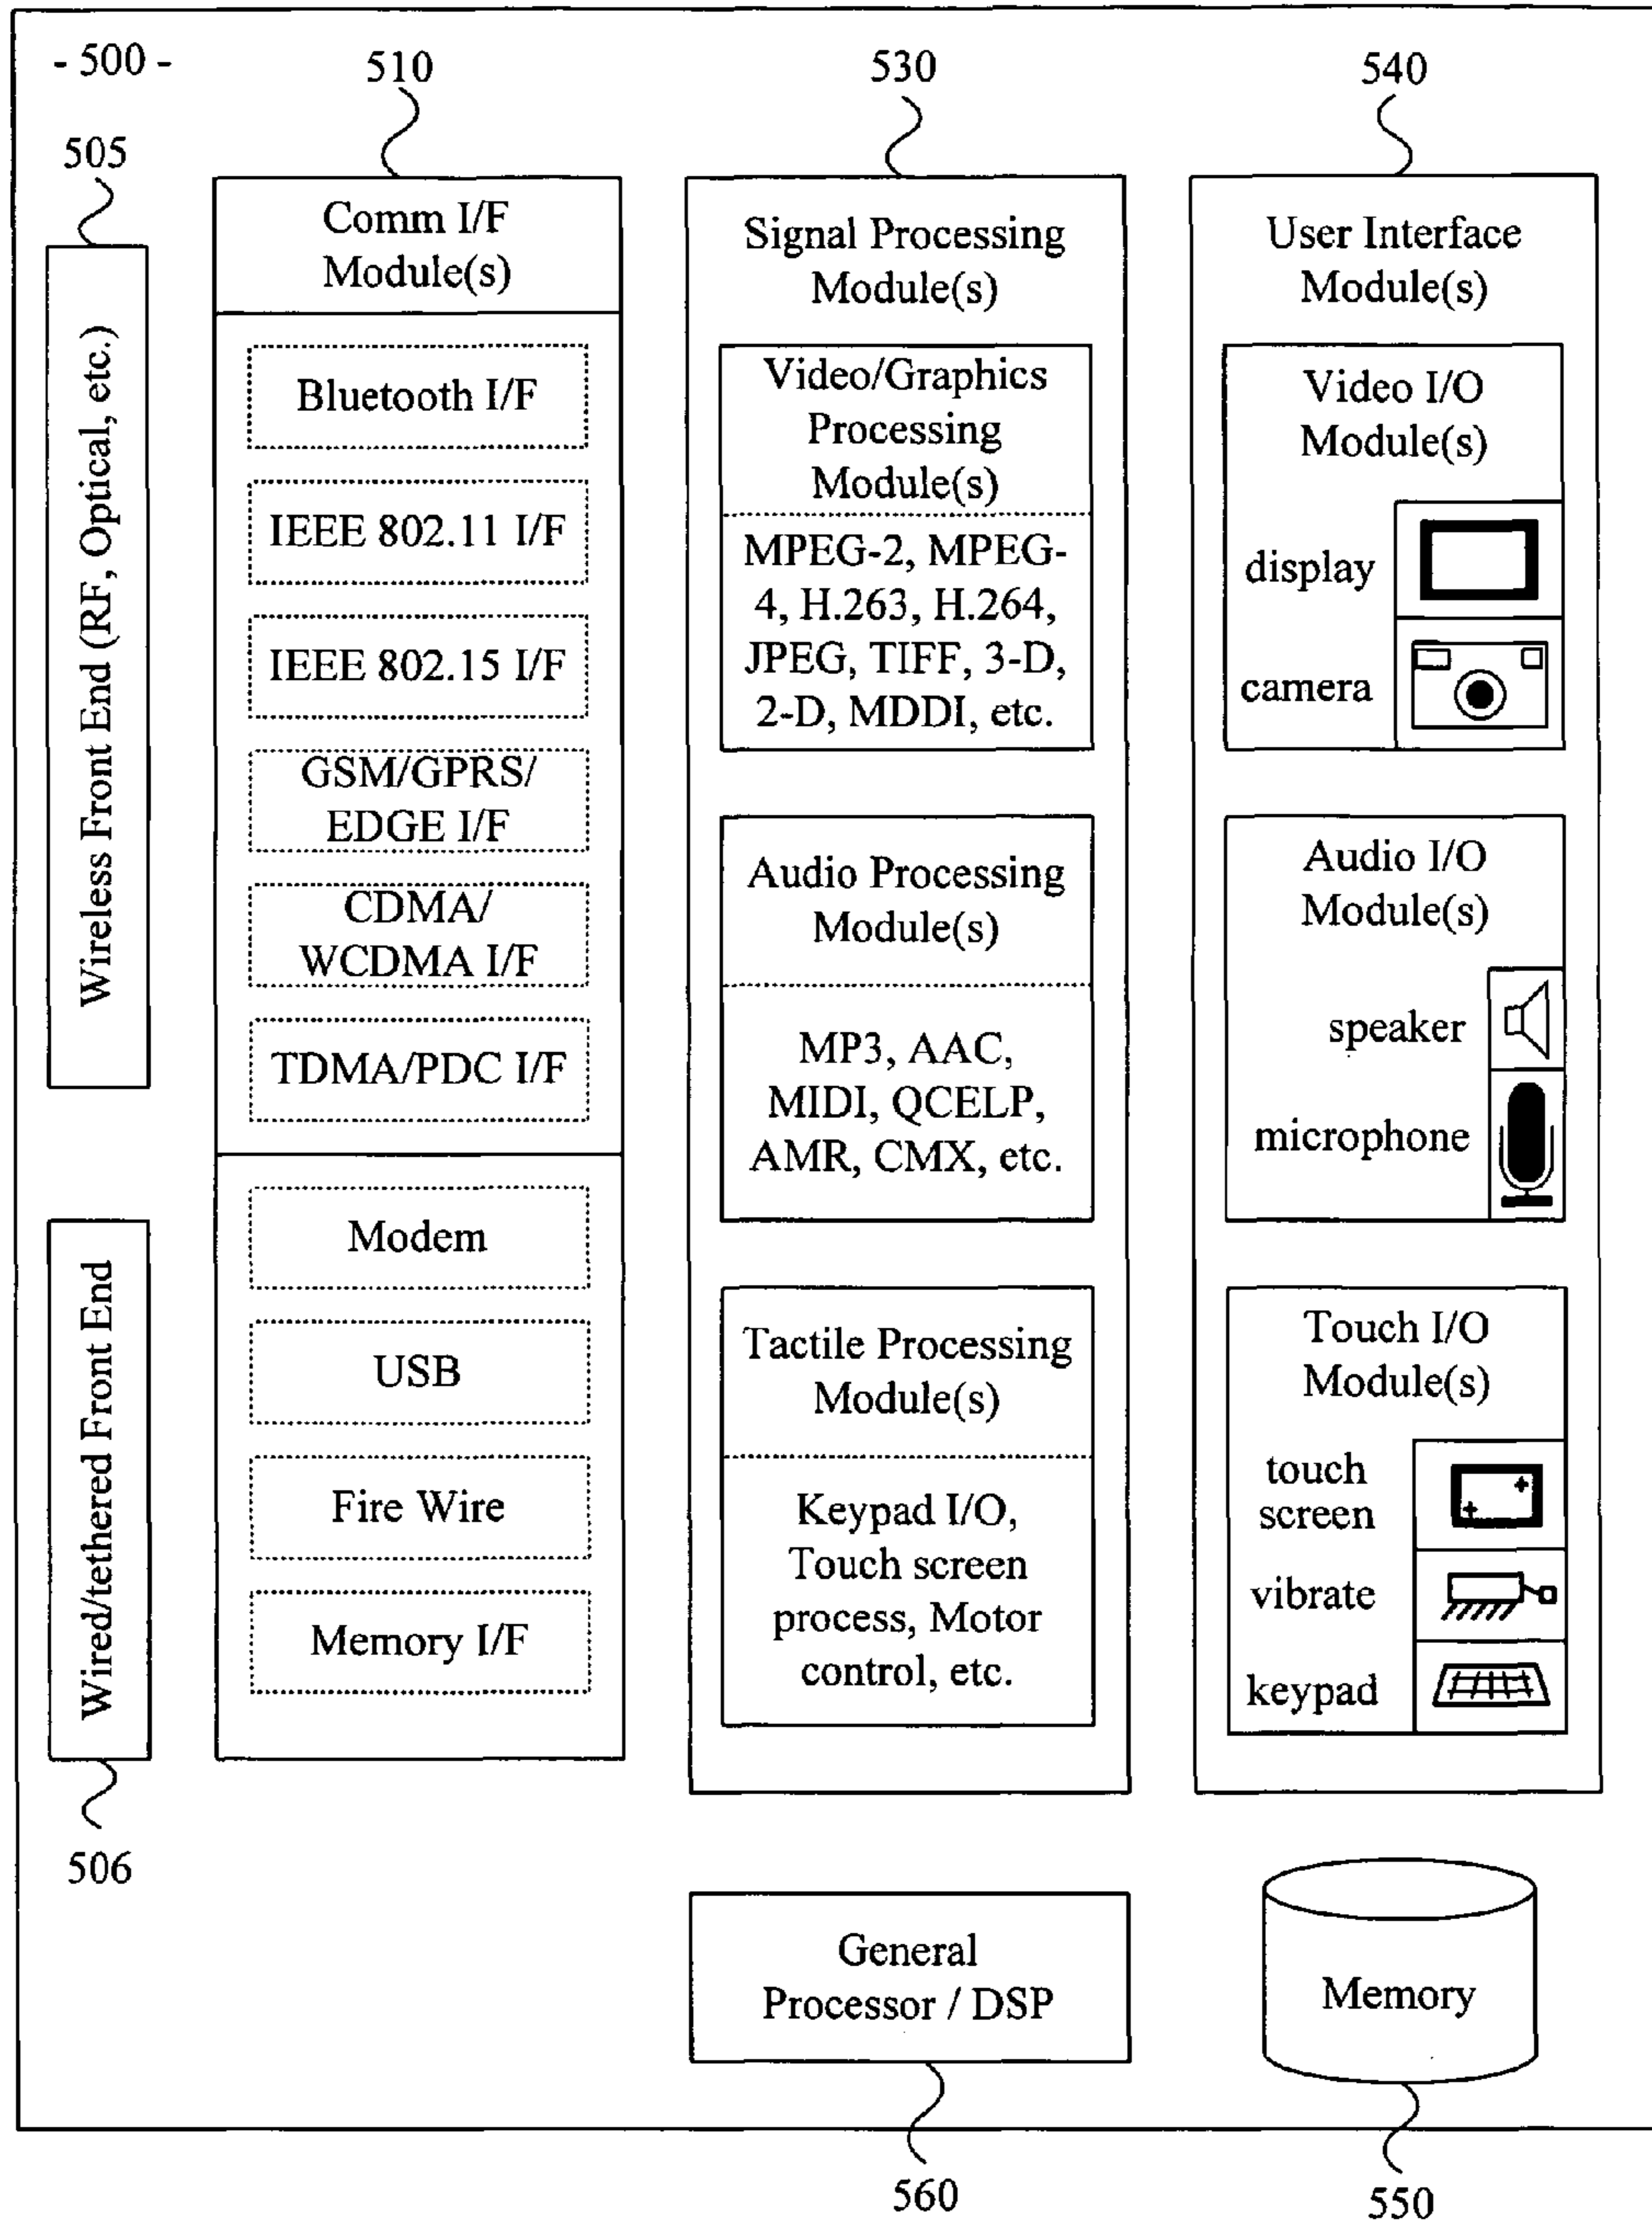 - 500 -
510
530
540
505
Wireless Front End (RF, Optical, etc.)
Wired/tethered Front End
506
Comm I/F
Module(s)
Bluetooth I/F
IEEE 802.11 I/F
IEEE 802.15 I/F
GSM/GPRS/
EDGE I/F
CDMA/
WCDMA I/F
TDMA/PDC I/F
Modem
USB
Fire Wire
Memory I/F
Signal Processing
Module(s)
Video/Graphics
Processing
Module(s)
MPEG-2, MPEG-
4, H.263, H.264,
JPEG, TIFF, 3-D,
2-D, MDDI, etc.
Audio Processing
Module(s)
MP3, AAC,
MIDI, QCELP,
AMR, CMX, etc.
Tactile Processing
Module(s)
Keypad I/O,
Touch screen
process, Motor
control, etc.
User Interface
Module(s)
Video I/O
Module(s)
display
camera
Audio I/O
Module(s)
speaker
microphone
Touch I/O
Module(s)
touch
screen
vibrate
keypad
General
Processor / DSP
Memory
560
550